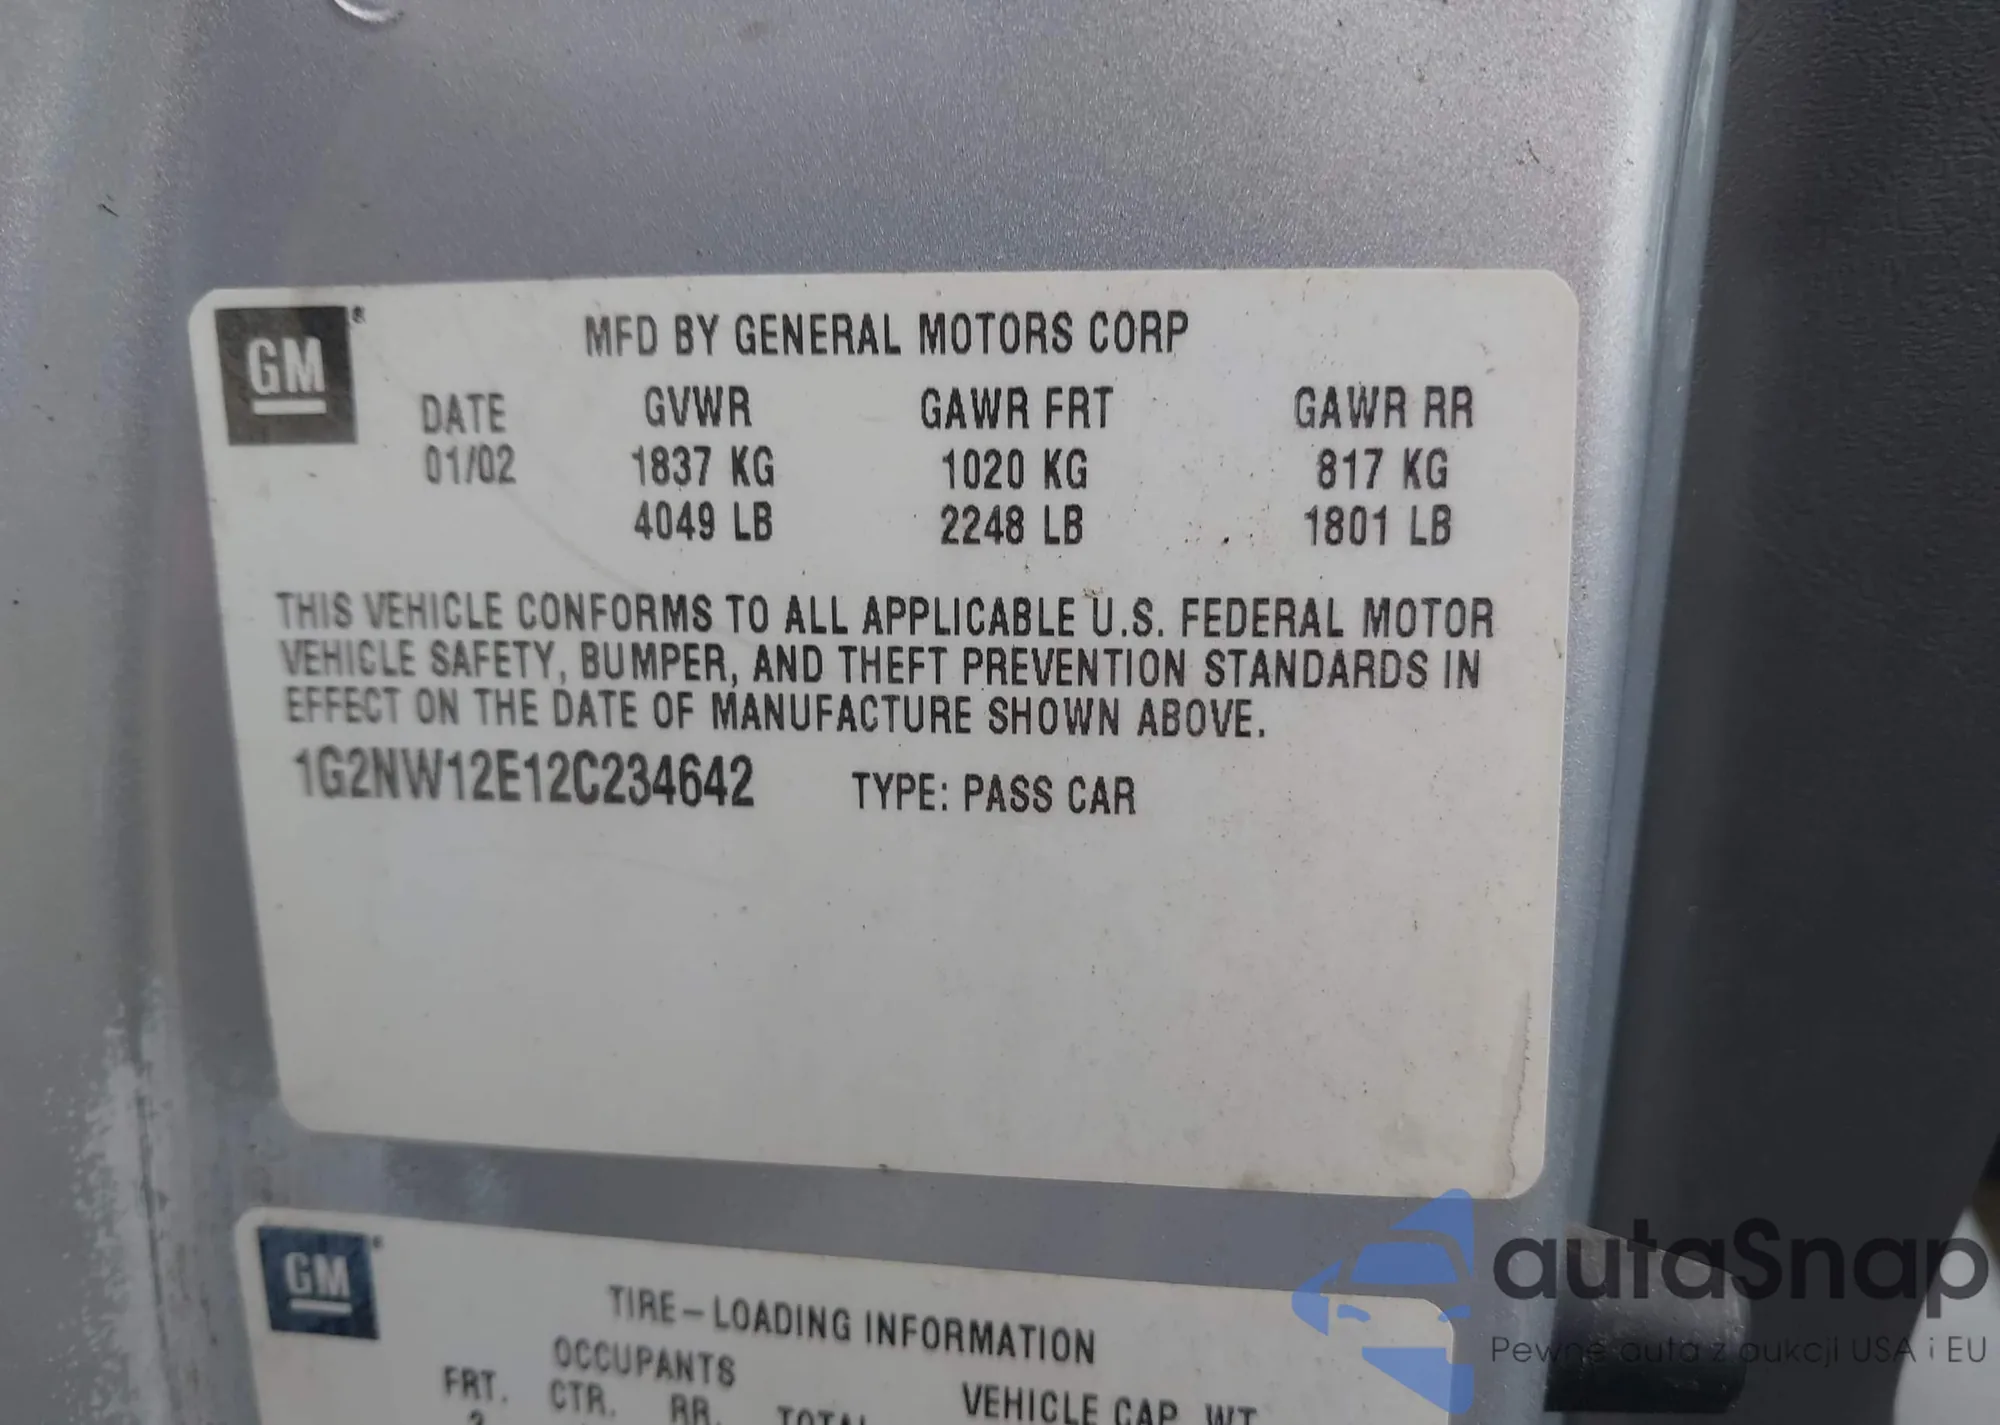 GM®
MFD BY GENERAL MOTORS CORP
DATE GVWR GAWR FRT GAWR RR
01/02 1837 KG 1020 KG 817 KG
4049 LB 2248 LB 1801 LB
THIS VEHICLE CONFORMS TO ALL APPLICABLE U.S. FEDERAL MOTOR
VEHICLE SAFETY, BUMPER, AND THEFT PREVENTION STANDARDS IN
EFFECT ON THE DATE OF MANUFACTURE SHOWN ABOVE.
1G2NW12E12C234642 TYPE: PASS CAR
GM®
TIRE-LOADING INFORMATION
OCCUPANTS
FRT. CTR. RR. TOTAL VEHICLE CAP. WT.
autaSnap
Pewne auta z aukcji USA i EU